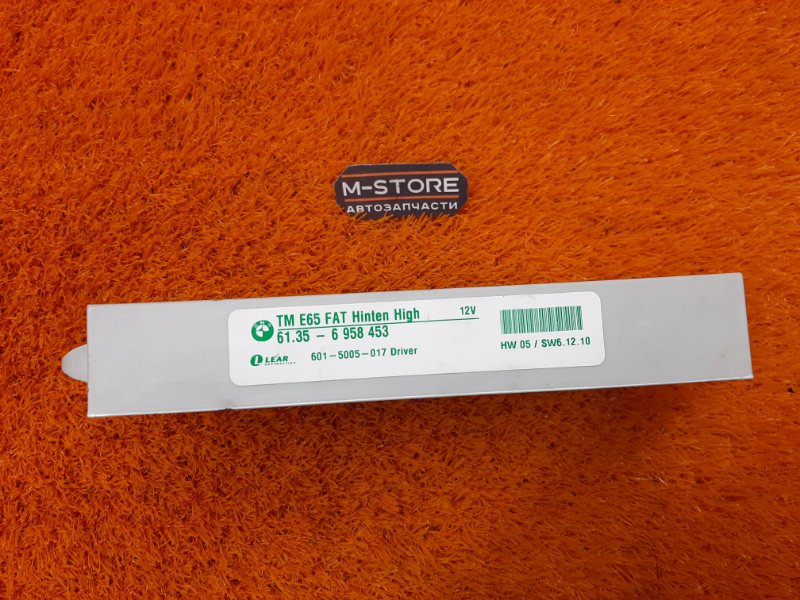 M-STORE
АВТОЗАПЧАСТИ
TM E65 FAT Hinten High 12V
61.35 - 6 958 453
LEAR
CORPORATION
601-5005-017 Driver
HW 05 / SW6.12.10